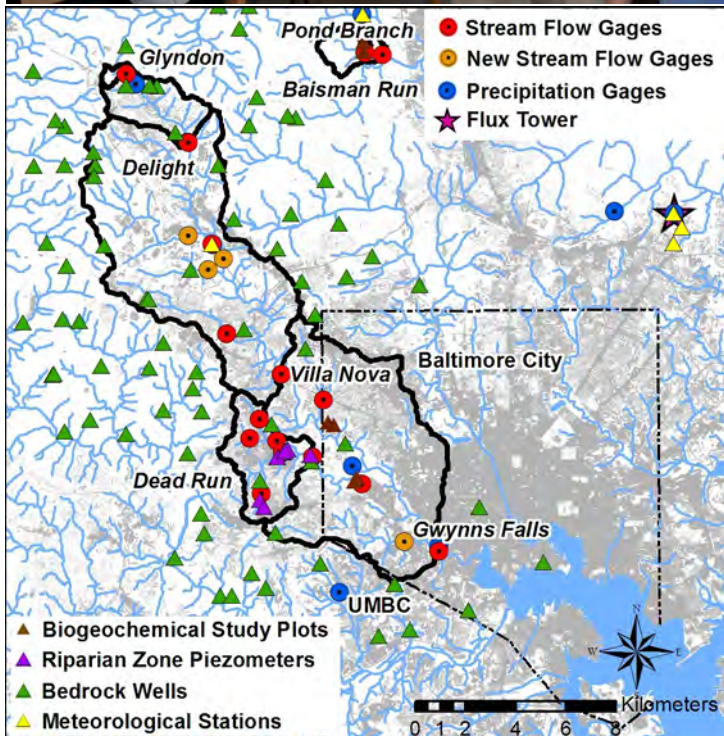 Pond Branch
Glyndon
Baisman Run
Stream Flow Gages
New Stream Flow Gages
Precipitation Gages
Flux Tower
Delight
Baltimore City
Villa Nova
Dead Run
Gwynns Falls
UMBC
Biogeochemical Study Plots
Riparian Zone Piezometers
Bedrock Wells
Meteorological Stations
N
W E
S
Kilometers
0 2 4 6 8